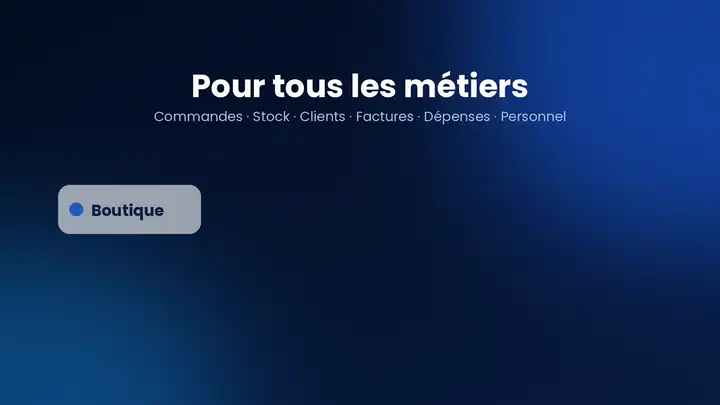 Pour tous les métiers
Commandes · Stock · Clients · Factures · Dépenses · Personnel
Boutique